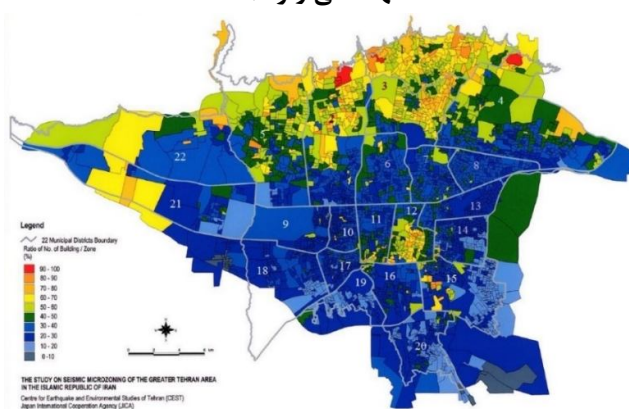 3
4
5
22
6
7
8
21
13
9
12
11
10
14
18
17
16
15
19
20
Legend
22 Municipal Districts Boundary
Ratio of No. of Building / Zone
(%)
90 - 100
80 - 90
70 - 80
60 - 70
50 - 60
40 - 50
30 - 40
20 - 30
10 - 20
0 - 10
THE STUDY ON SEISMIC MICROZONING OF THE GREATER TEHRAN AREA
IN THE ISLAMIC REPUBLIC OF IRAN
Centre for Earthquake and Environmental Studies of Tehran (CEST)
Japan International Cooperation Agency (JICA)